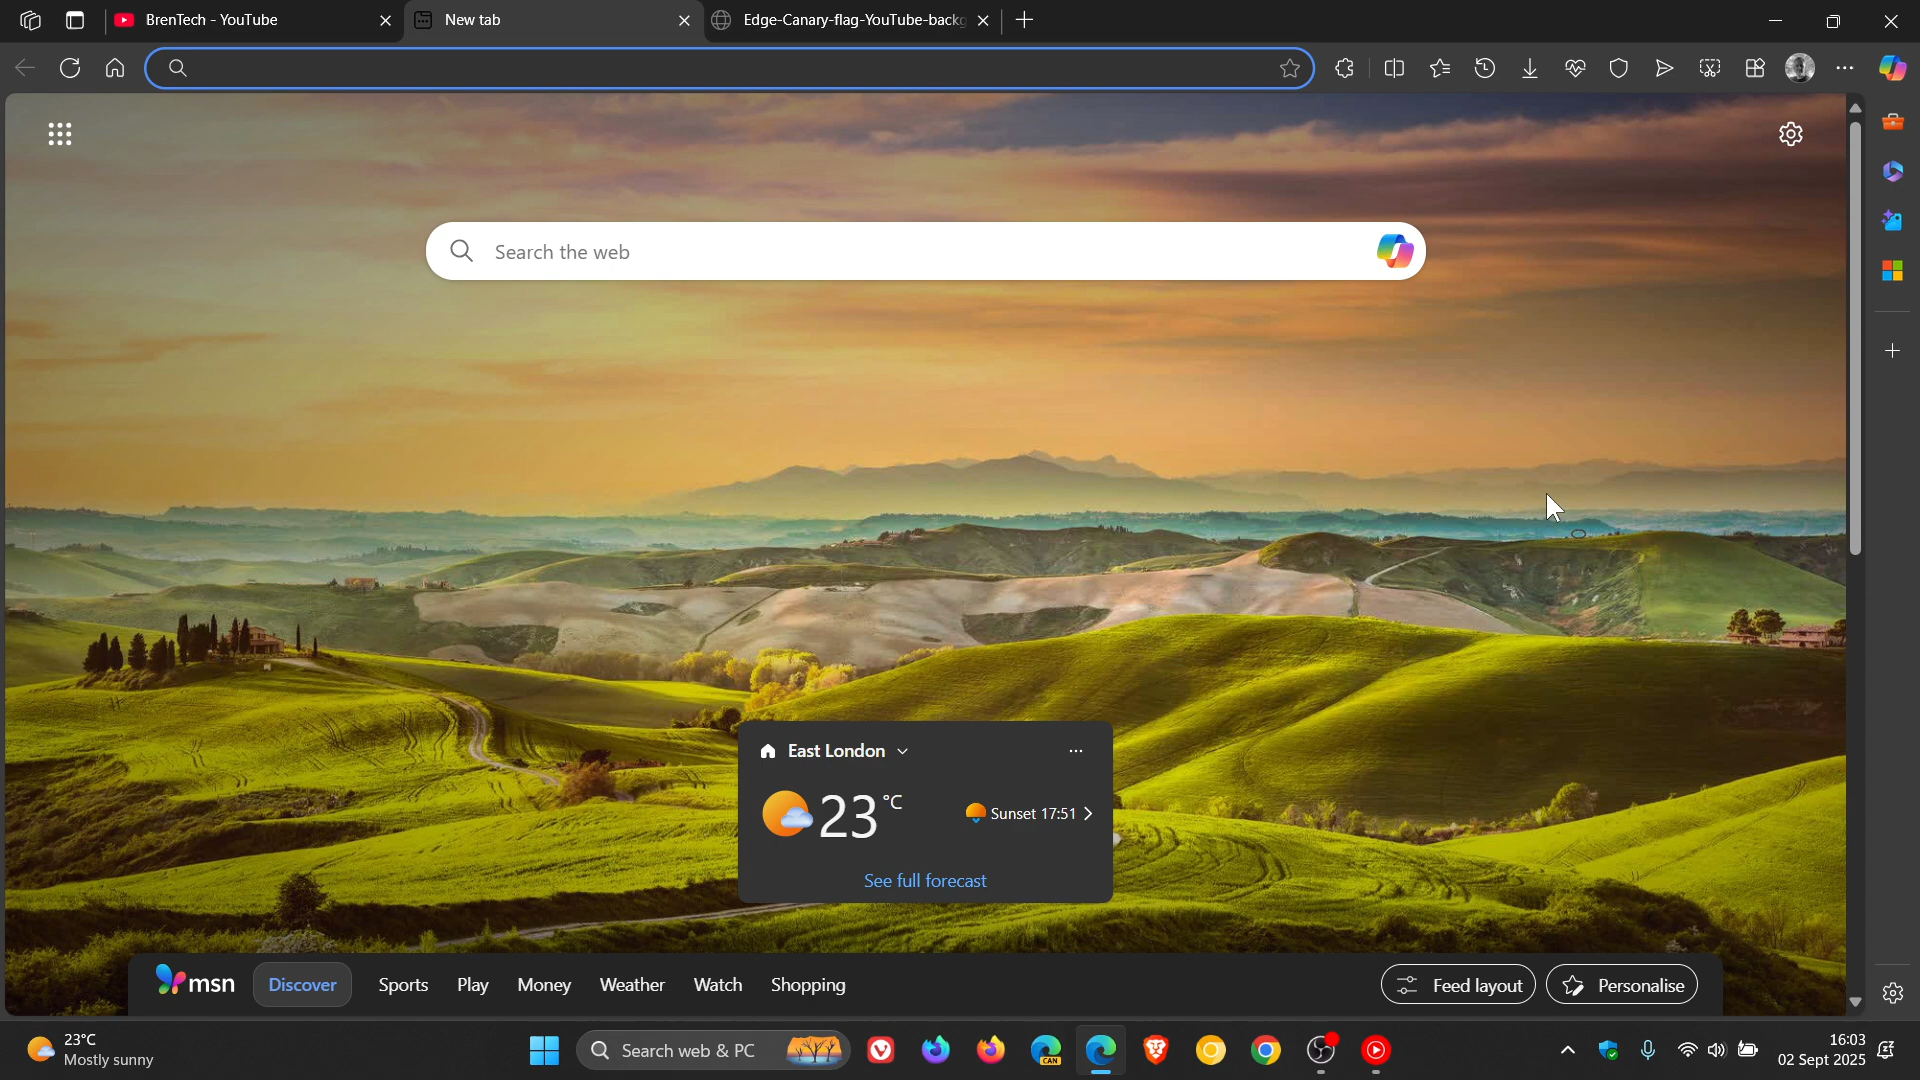 BrenTech - YouTube
New tab
Edge-Canary-flag-YouTube-backg
Search the web
East London
23 °C
Sunset 17:51
See full forecast
msn
Discover
Sports
Play
Money
Weather
Watch
Shopping
Feed layout
Personalise
23°C
Mostly sunny
Search web & PC
CAN
16:03
02 Sept 2025